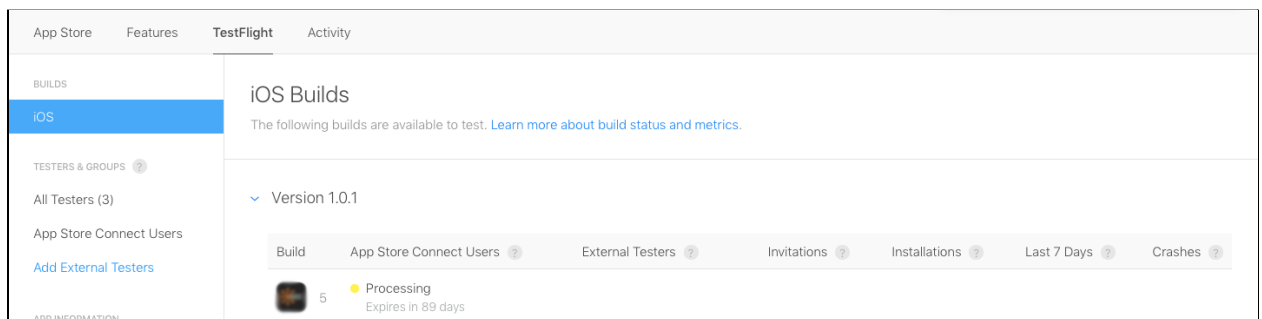 App Store Features TestFlight Activity
BUILDS
iOS
TESTERS & GROUPS ?
All Testers (3)
App Store Connect Users
Add External Testers
APP INFORMATION
iOS Builds
The following builds are available to test. Learn more about build status and metrics.
Version 1.0.1
Build App Store Connect Users ? External Testers ? Invitations ? Installations ? Last 7 Days ? Crashes ?
5 Processing
Expires in 89 days